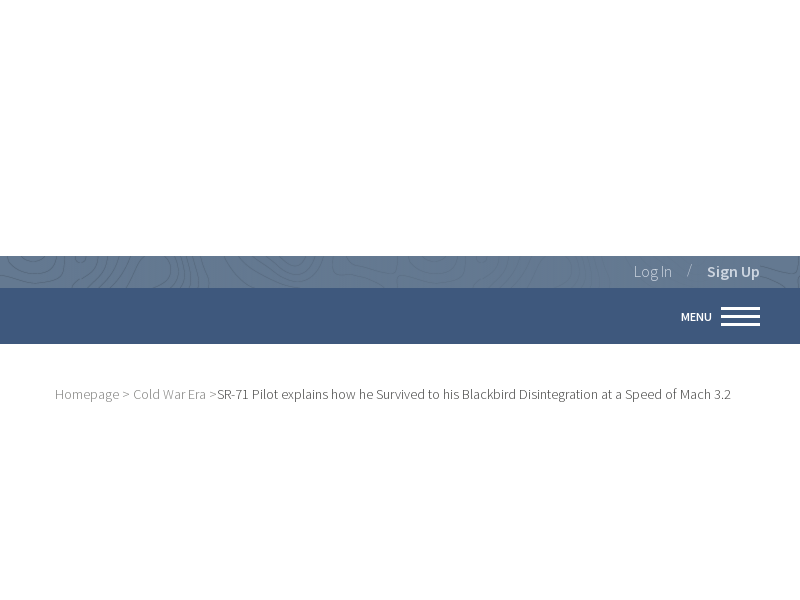 Log In / Sign Up
MENU
Homepage > Cold War Era >SR-71 Pilot explains how he Survived to his Blackbird Disintegration at a Speed of Mach 3.2